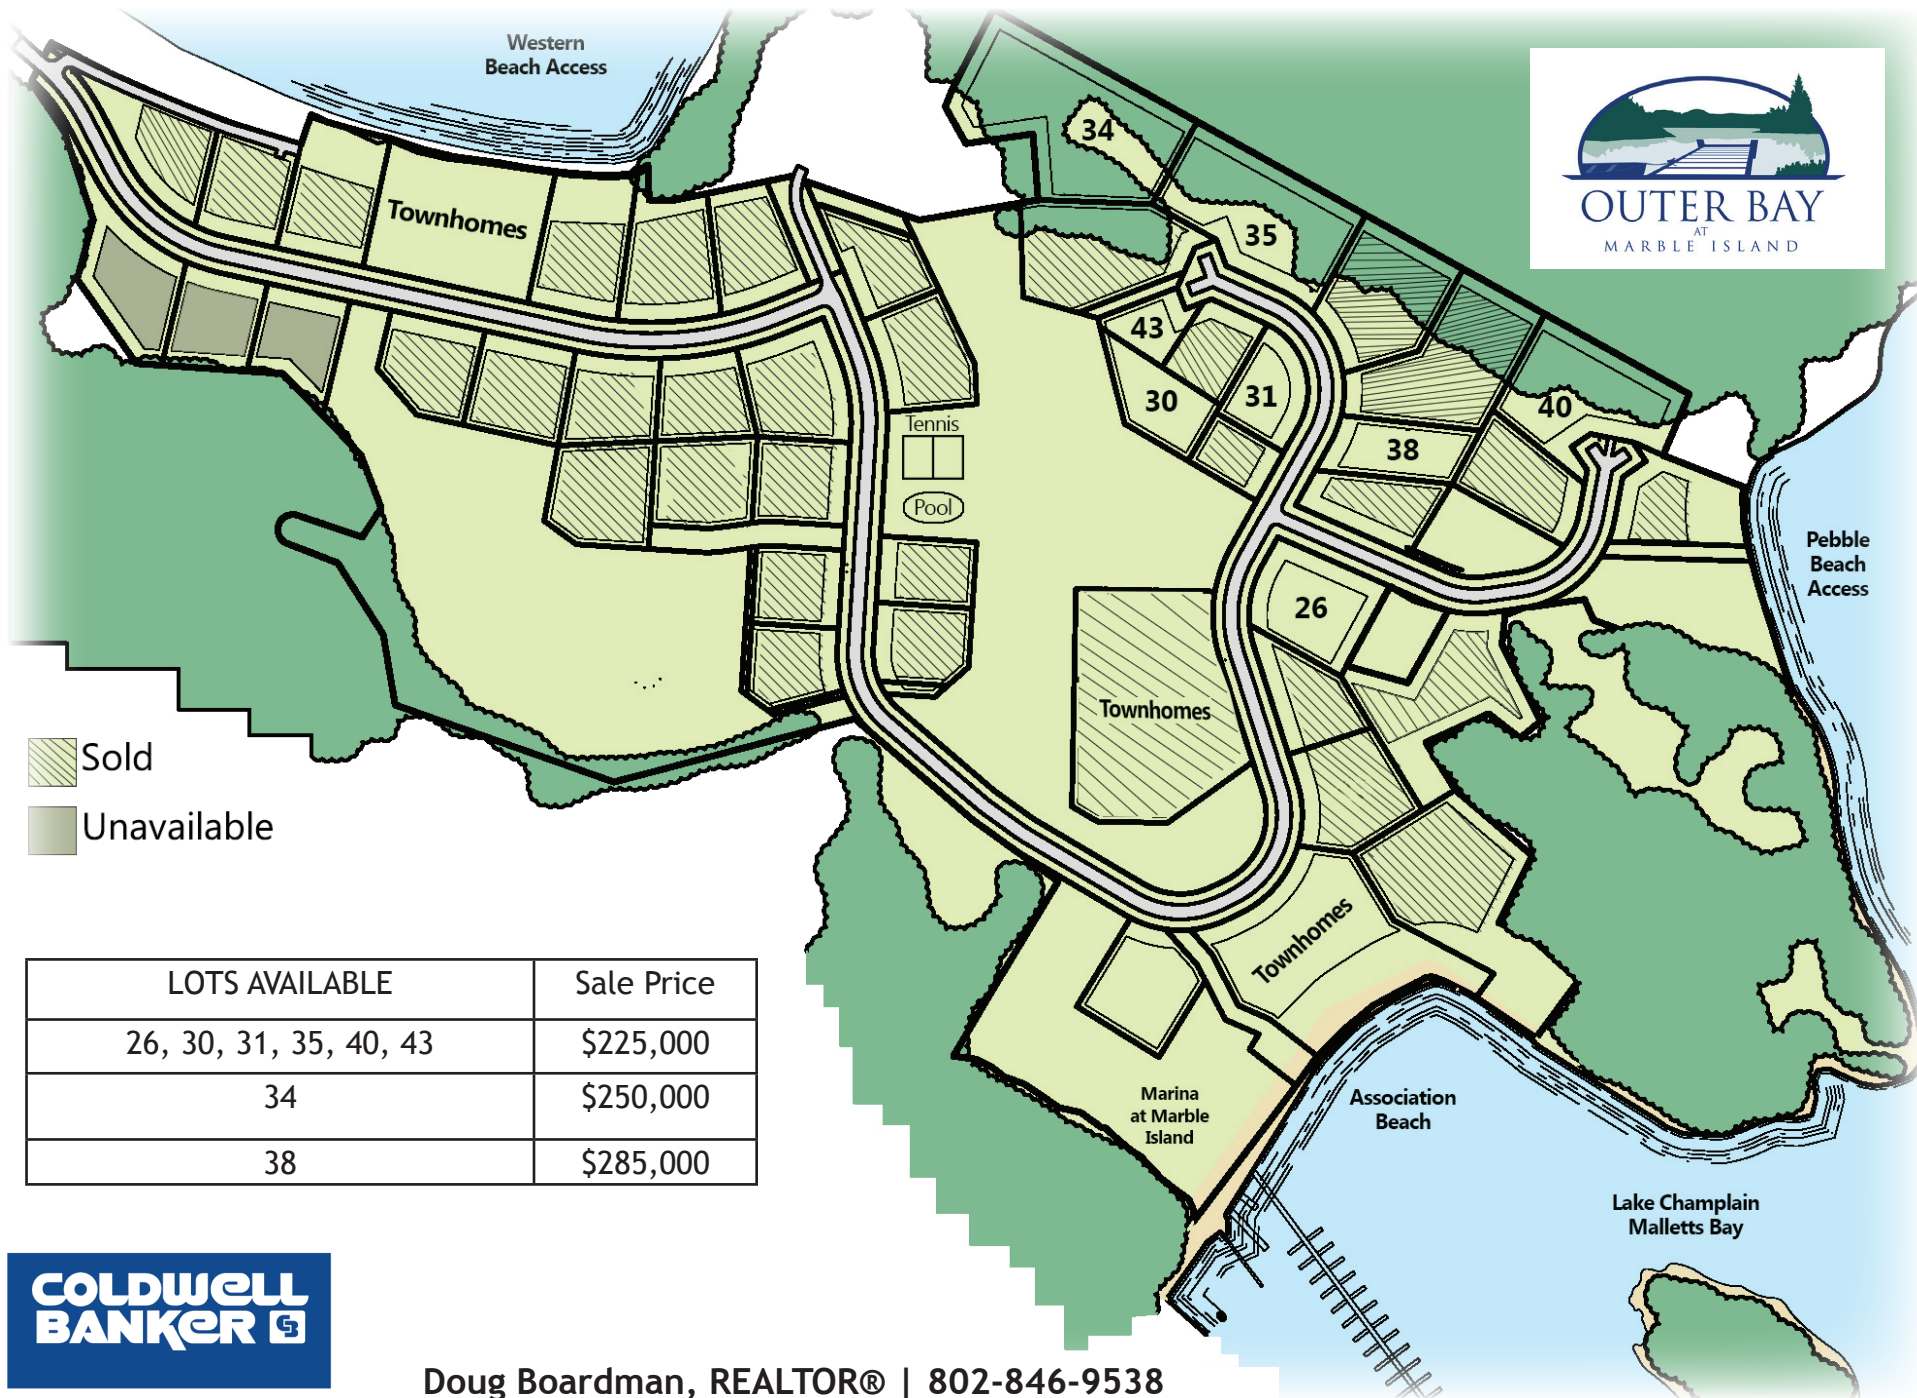 Western
Beach Access
OUTER BAY
AT
MARBLE ISLAND
34
35
Townhomes
43
30
31
40
38
Tennis
Pool
26
Pebble
Beach
Access
Townhomes
Sold
Unavailable
Townhomes
LOTS AVAILABLE Sale Price
26, 30, 31, 35, 40, 43 $225,000
34 $250,000
38 $285,000
Marina
at Marble
Island
Association
Beach
Lake Champlain
Malletts Bay
COLDWELL
BANKER CB
Doug Boardman, REALTOR® | 802-846-9538